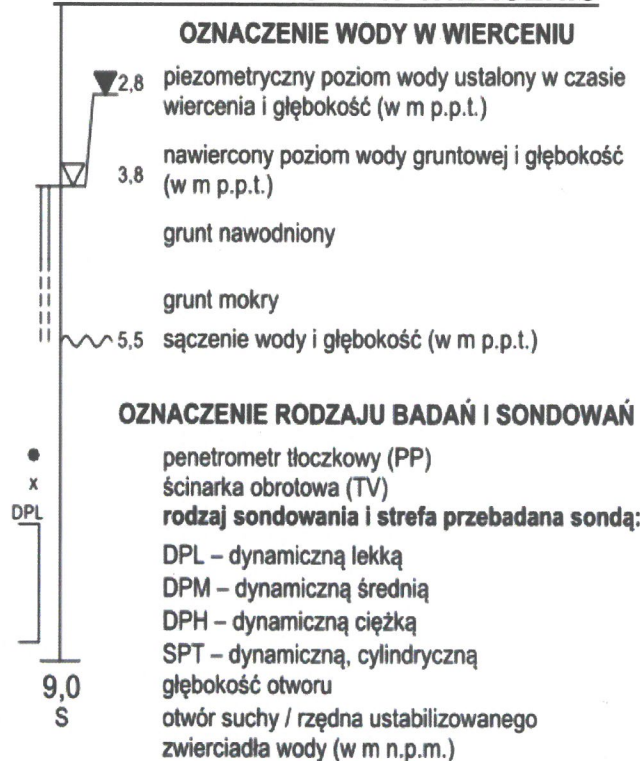 OZNACZENIE WODY W WIERCENIU
2,8 piezometryczny poziom wody ustalony w czasie
wiercenia i głębokość (w m p.p.t.)
3,8 nawiercony poziom wody gruntowej i głębokość
(w m p.p.t.)
grunt nawodniony
grunt mokry
5,5 sączenie wody i głębokość (w m p.p.t.)
OZNACZENIE RODZAJU BADAŃ I SONDOWAŃ
penetrometr tłoczkowy (PP)
x ścinarka obrotowa (TV)
DPL rodzaj sondowania i strefa przebadana sondą:
DPL – dynamiczną lekką
DPM – dynamiczną średnią
DPH – dynamiczną ciężką
SPT – dynamiczną, cylindryczną
9,0 głębokość otworu
S otwór suchy / rzędna ustabilizowanego
zwierciadła wody (w m n.p.m.)